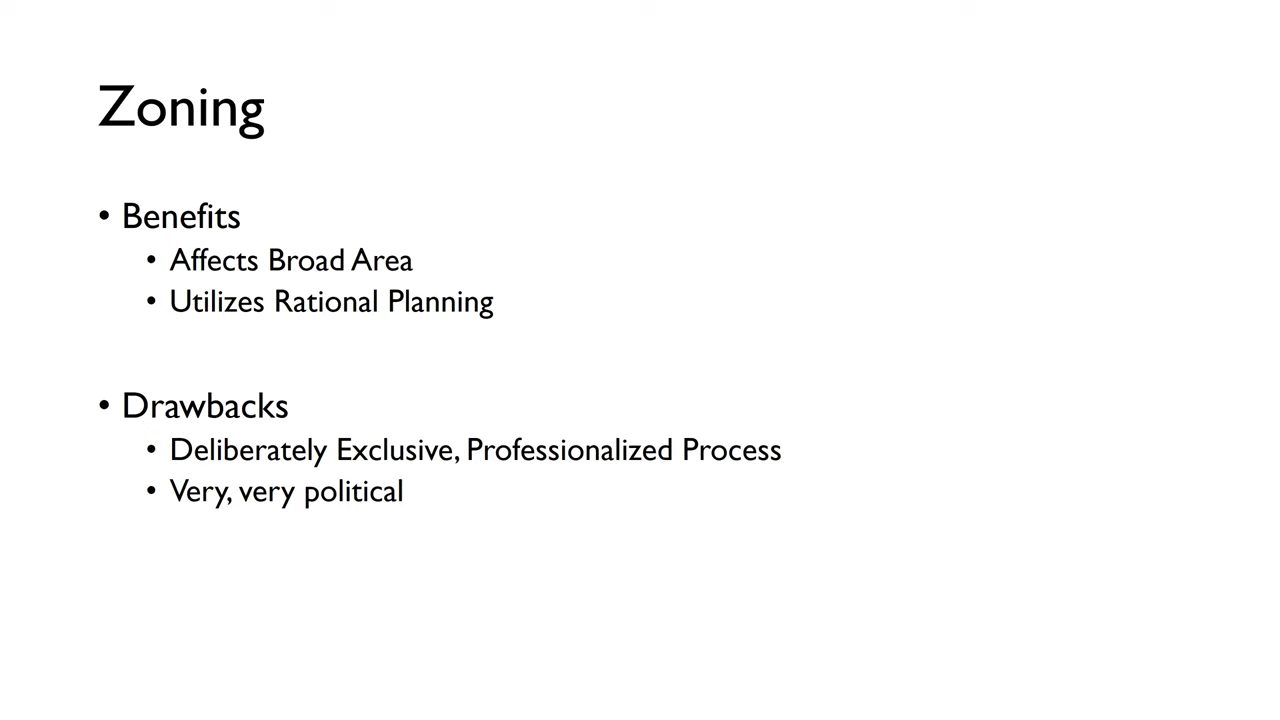 Zoning
• Benefits
• Affects Broad Area
• Utilizes Rational Planning
• Drawbacks
• Deliberately Exclusive, Professionalized Process
• Very, very political